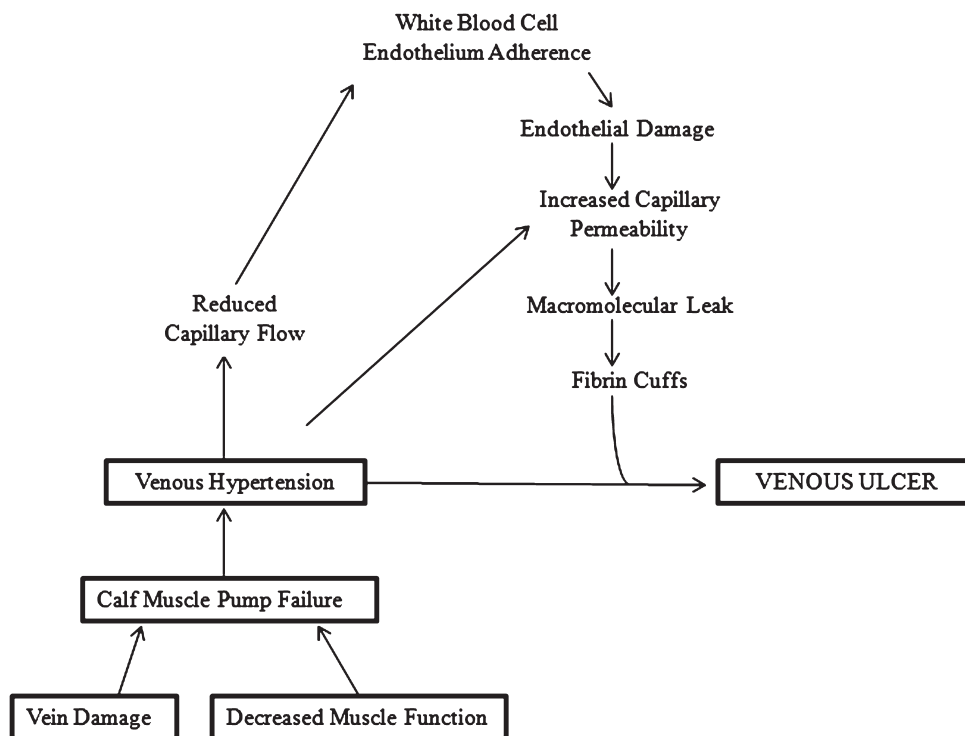 White Blood Cell
Endothelium Adherence
Endothelial Damage
Increased Capillary
Permeability
Macromolecular Leak
Reduced
Capillary Flow
Fibrin Cuffs
Venous Hypertension
VENOUS ULCER
Calf Muscle Pump Failure
Vein Damage
Decreased Muscle Function